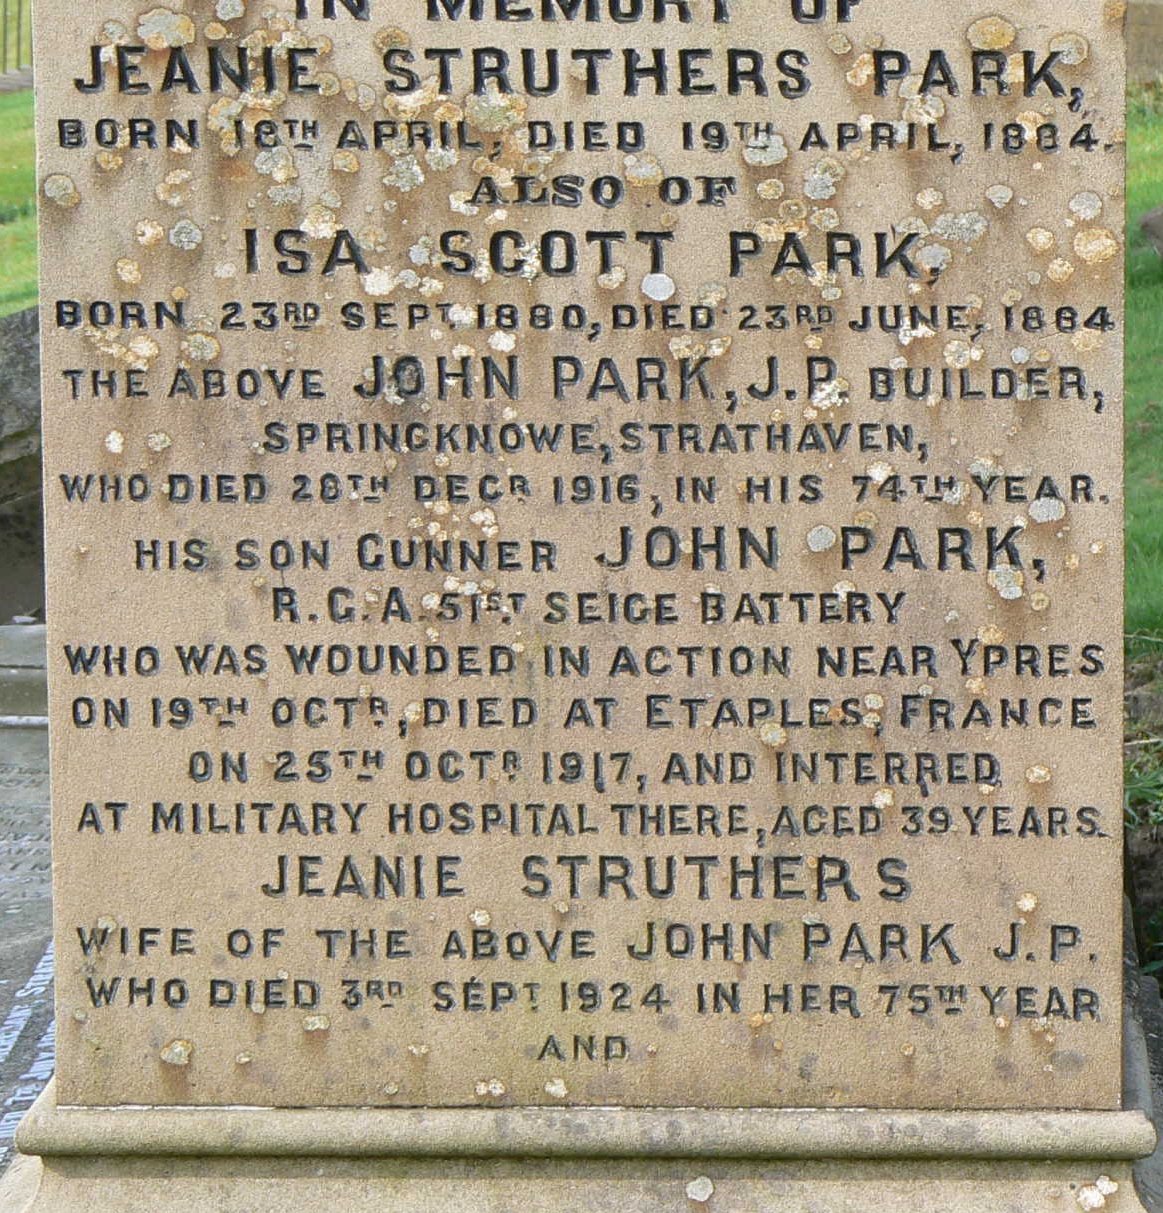 IN MEMORY OF
JEANIE STRUTHERS PARK,
BORN 18TH APRIL, DIED 19TH APRIL, 1884.
ALSO OF
ISA SCOTT PARK,
BORN 23RD SEPT. 1880, DIED 23RD JUNE, 1884
THE ABOVE JOHN PARK, J.P. BUILDER,
SPRINGKNOWE, STRATHAVEN,
WHO DIED 28TH DECR 1916, IN HIS 74TH YEAR.
HIS SON GUNNER JOHN PARK,
R.G.A. 51ST SEIGE BATTERY
WHO WAS WOUNDED IN ACTION NEAR YPRES
ON 19TH OCTR, DIED AT ETAPLES, FRANCE
ON 25TH OCTR 1917, AND INTERRED
AT MILITARY HOSPITAL THERE, AGED 39 YEARS.
JEANIE STRUTHERS
WIFE OF THE ABOVE JOHN PARK J.P.
WHO DIED 3RD SEPT. 1924 IN HER 75TH YEAR
AND